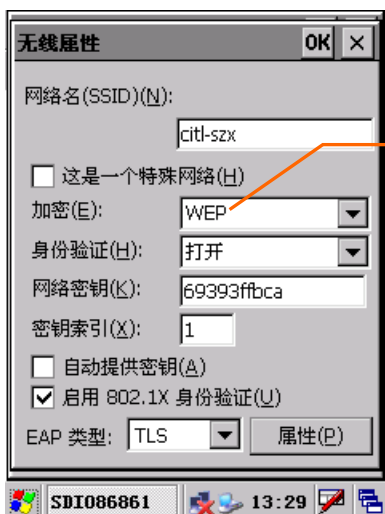 无线属性 OK ×
网络名(SSID)(N):
citl-szx
这是一个特殊网络(H)
加密(E): WEP
身份验证(H): 打开
网络密钥(K): 69393ffbca
密钥索引(X): 1
自动提供密钥(A)
启用 802.1X 身份验证(U)
EAP 类型: TLS 属性(P)
SDI086861 13:29